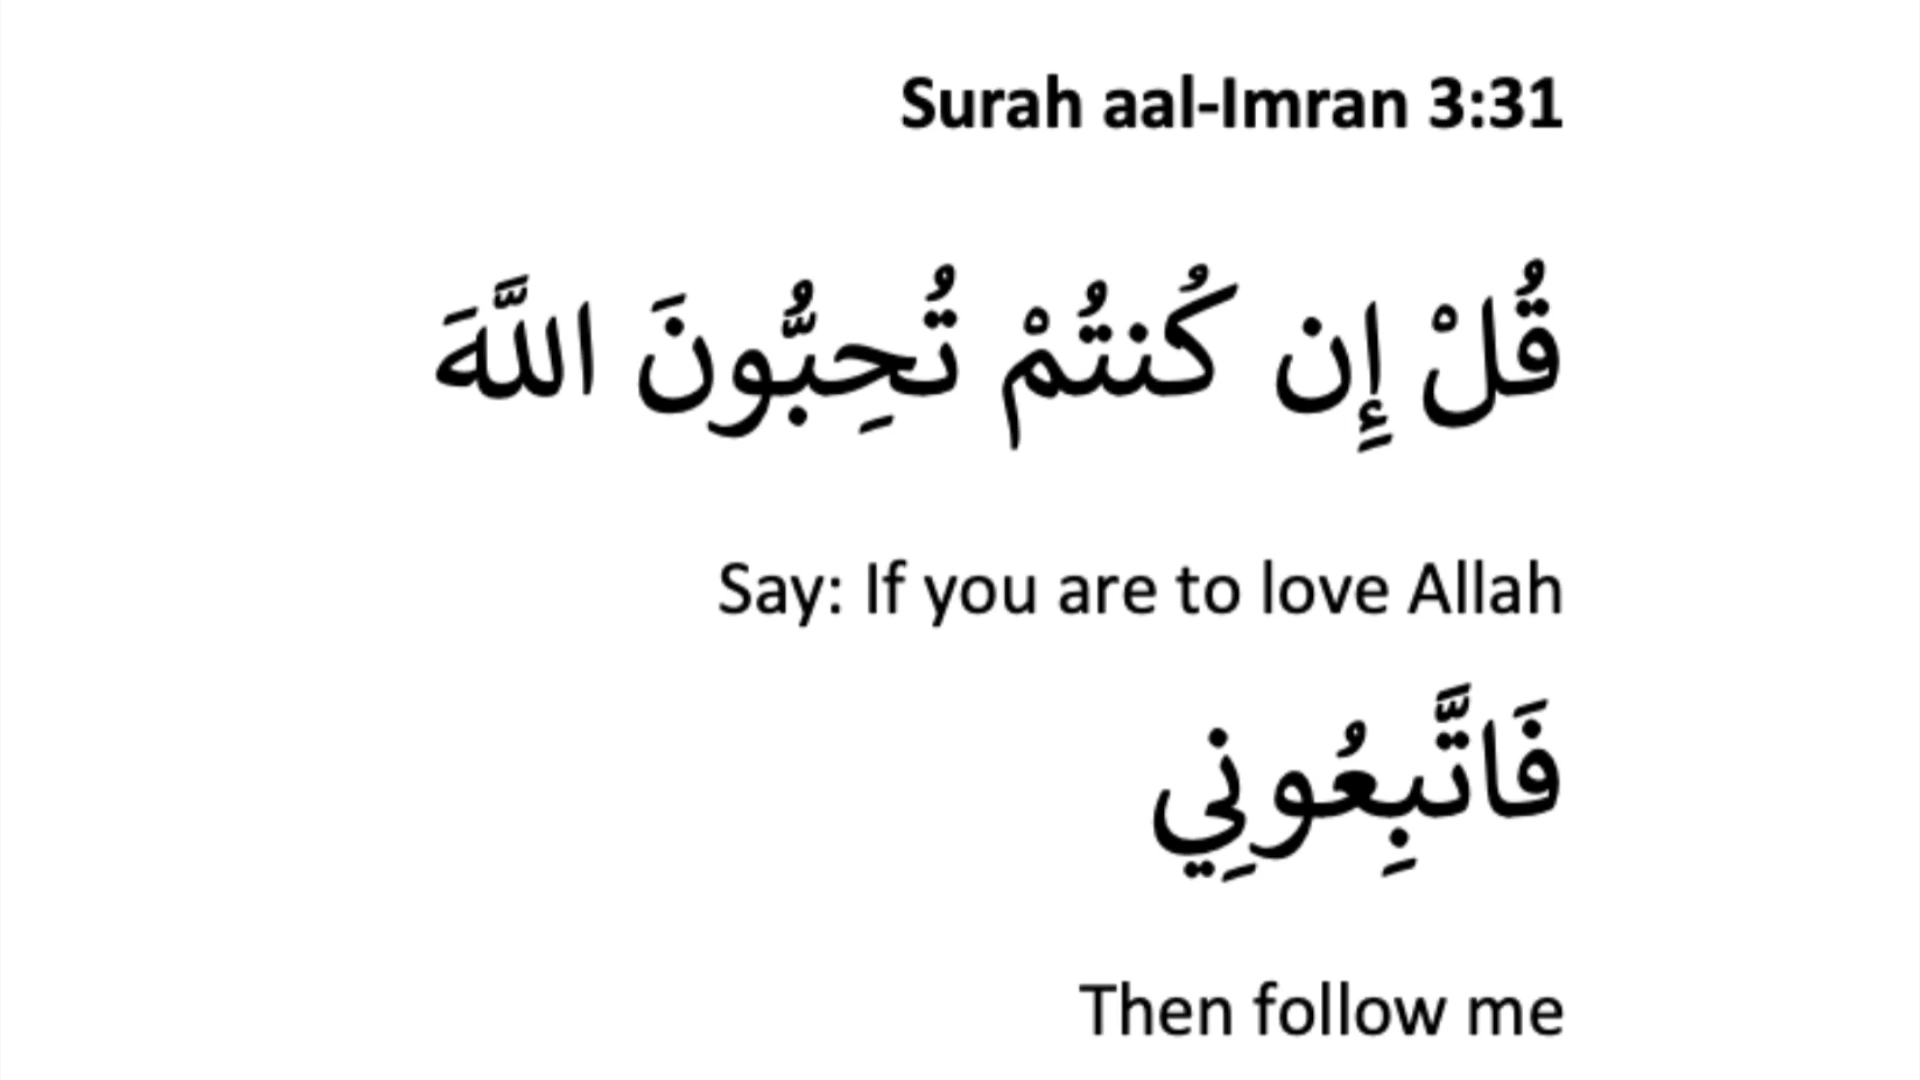 Surah aal-Imran 3:31
قُلْ إِن كُنتُمْ تُحِبُّونَ اللَّهَ
Say: If you are to love Allah
فَاتَّبِعُونِي
Then follow me